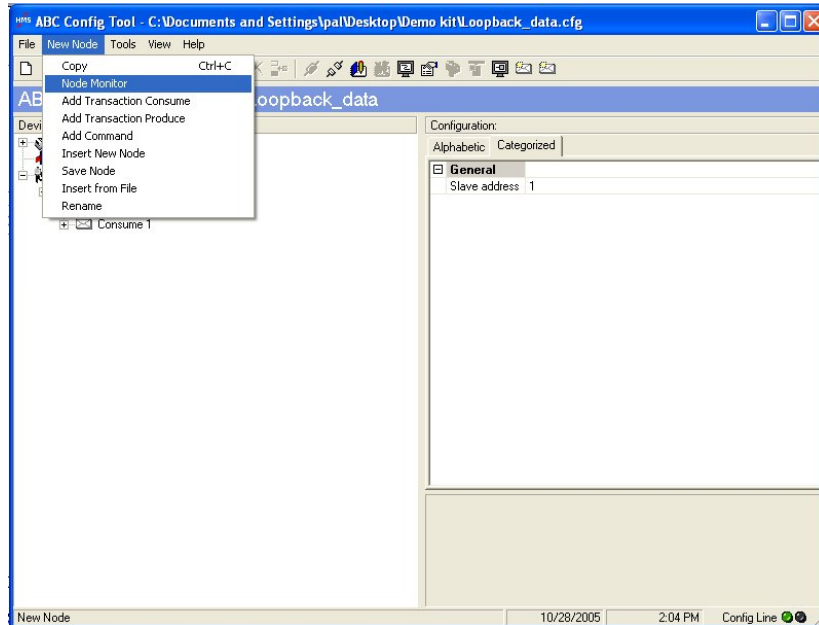 HMS ABC Config Tool - C:\Documents and Settings\pal\Desktop\Demo kit\Loopback_data.cfg
File New Node Tools View Help
Copy Ctrl+C
Node Monitor
Add Transaction Consume
Add Transaction Produce
Add Command
Insert New Node
Save Node
Insert from File
Rename
AB
oopback_data
Devi
Consume 1
Configuration:
Alphabetic Categorized
General
Slave address 1
New Node 10/28/2005 2:04 PM Config Line